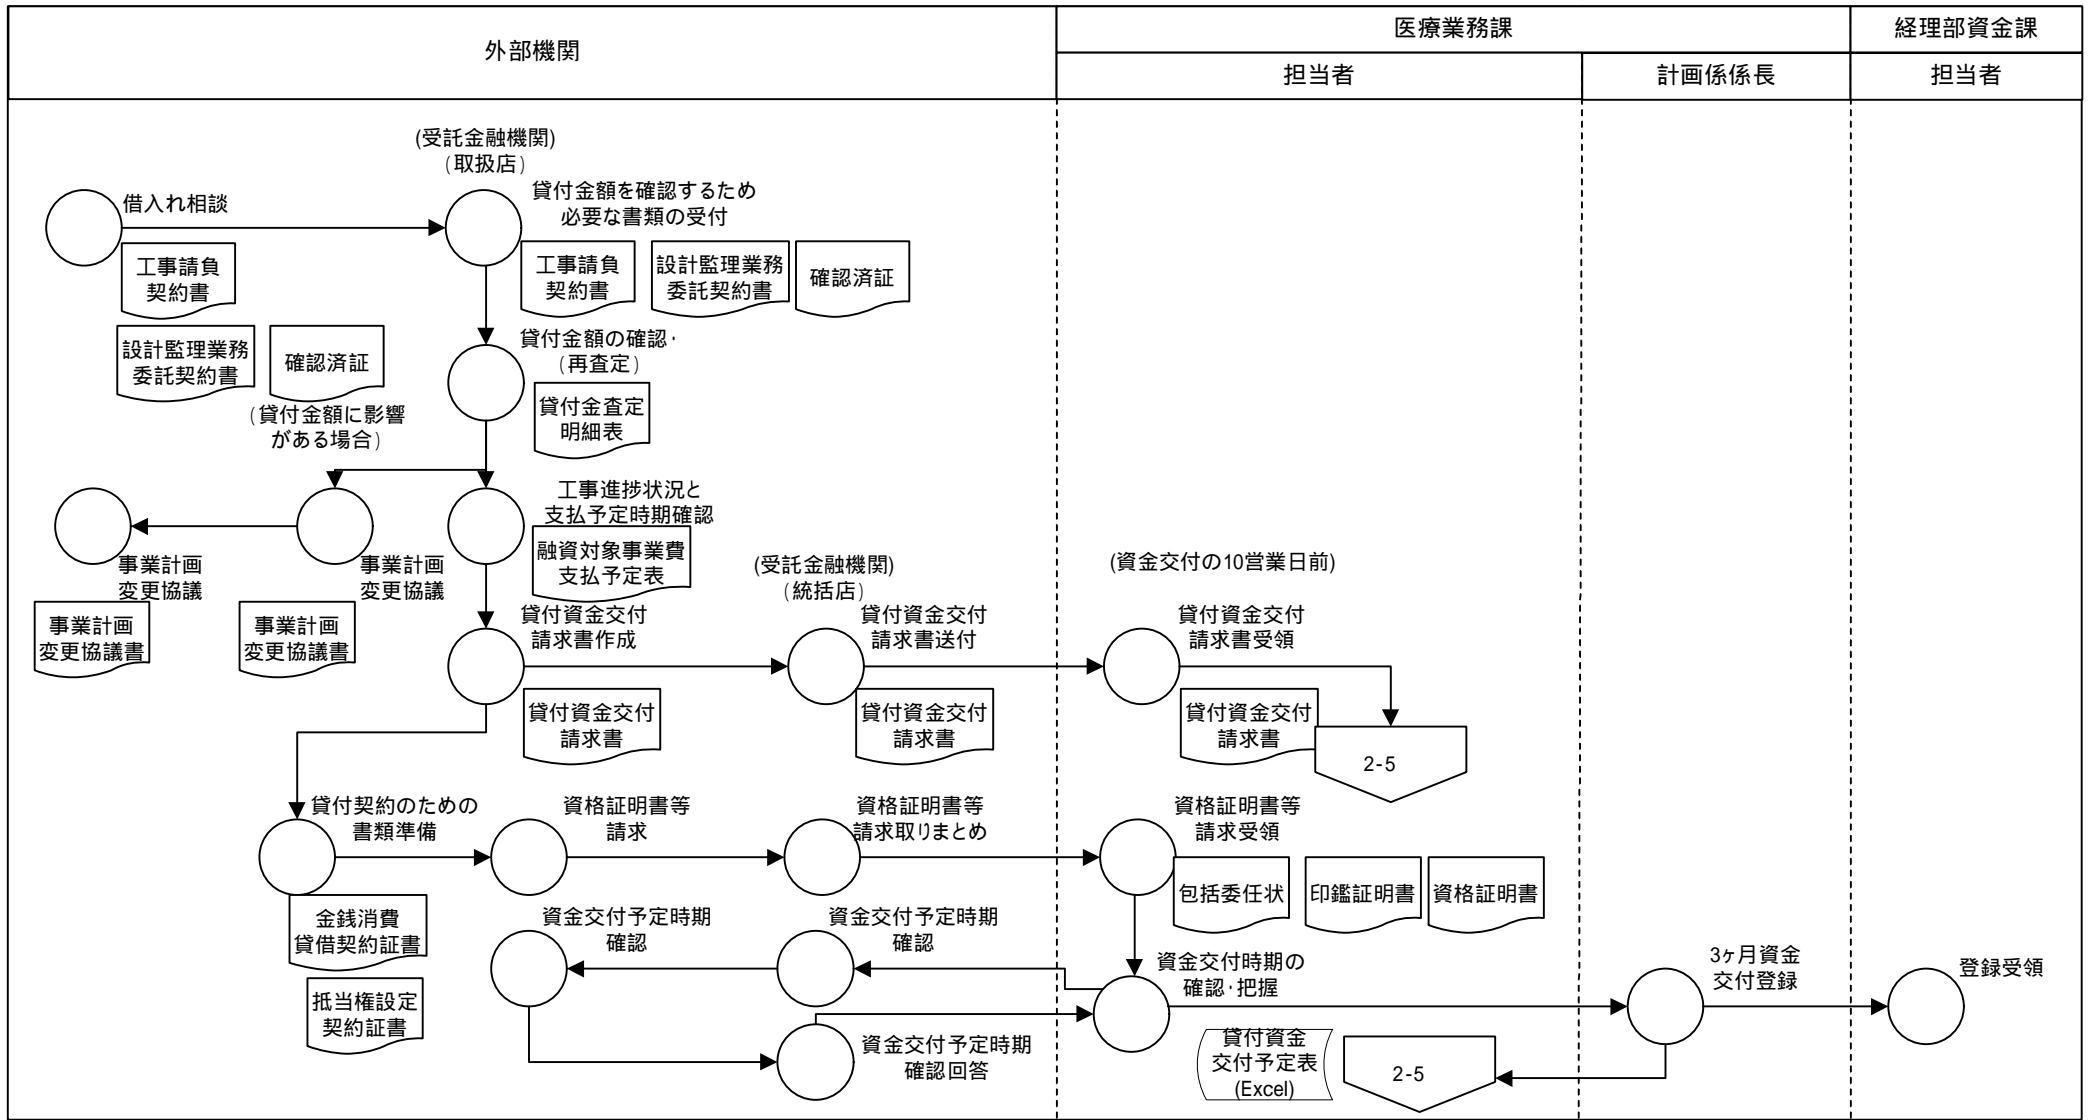 外部機関
医療業務課
経理部資金課
担当者
計画係係長
担当者
(受託金融機関)
(取扱店)
借入れ相談
貸付金額を確認するため
必要な書類の受付
工事請負
契約書
工事請負
契約書
設計監理業務
委託契約書
確認済証
設計監理業務
委託契約書
確認済証
貸付金額の確認・
(再査定)
貸付金査定
明細表
(貸付金額に影響
がある場合)
工事進捗状況と
支払予定時期確認
融資対象事業費
支払予定表
事業計画
変更協議
事業計画
変更協議
事業計画
変更協議書
事業計画
変更協議書
(受託金融機関)
(統括店)
(資金交付の10営業日前)
貸付資金交付
請求書作成
貸付資金交付
請求書送付
貸付資金交付
請求書受領
貸付資金交付
請求書
貸付資金交付
請求書
貸付資金交付
請求書
2-5
貸付契約のための
書類準備
資格証明書等
請求
資格証明書等
請求取りまとめ
資格証明書等
請求受領
包括委任状
印鑑証明書
資格証明書
金銭消費
貸借契約証書
抵当権設定
契約証書
資金交付予定時期
確認
資金交付予定時期
確認
資金交付時期の
確認・把握
3ヶ月資金
交付登録
登録受領
資金交付予定時期
確認回答
貸付資金
交付予定表
(Excel)
2-5